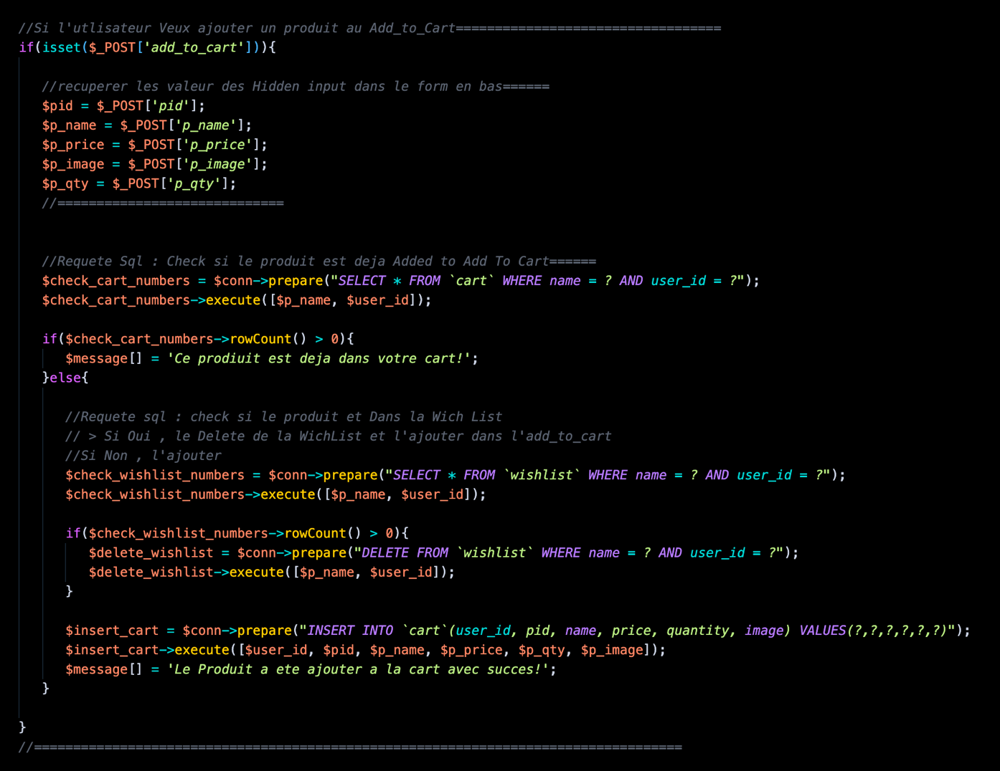 //Si l'utlisateur Veux ajouter un produit au Add_to_Cart==================================
if(isset($_POST['add_to_cart'])){
//recuperer les valeur des Hidden input dans le form en bas======
$pid = $_POST['pid'];
$p_name = $_POST['p_name'];
$p_price = $_POST['p_price'];
$p_image = $_POST['p_image'];
$p_qty = $_POST['p_qty'];
//=============================
//Requete Sql : Check si le produit est deja Added to Add To Cart======
$check_cart_numbers = $conn->prepare("SELECT * FROM `cart` WHERE name = ? AND user_id = ?");
$check_cart_numbers->execute([$p_name, $user_id]);
if($check_cart_numbers->rowCount() > 0){
$message[] = 'Ce prodiuit est deja dans votre cart!';
}else{
//Requete sql : check si le produit et Dans la Wich List
// > Si Oui , le Delete de la WichList et l'ajouter dans l'add_to_cart
//Si Non , l'ajouter
$check_wishlist_numbers = $conn->prepare("SELECT * FROM `wishlist` WHERE name = ? AND user_id = ?");
$check_wishlist_numbers->execute([$p_name, $user_id]);
if($check_wishlist_numbers->rowCount() > 0){
$delete_wishlist = $conn->prepare("DELETE FROM `wishlist` WHERE name = ? AND user_id = ?");
$delete_wishlist->execute([$p_name, $user_id]);
}
$insert_cart = $conn->prepare("INSERT INTO `cart`(user_id, pid, name, price, quantity, image) VALUES(?,?,?,?,?,?)");
$insert_cart->execute([$user_id, $pid, $p_name, $p_price, $p_qty, $p_image]);
$message[] = 'Le Produit a ete ajouter a la cart avec succes!';
}
}
//===================================================================================